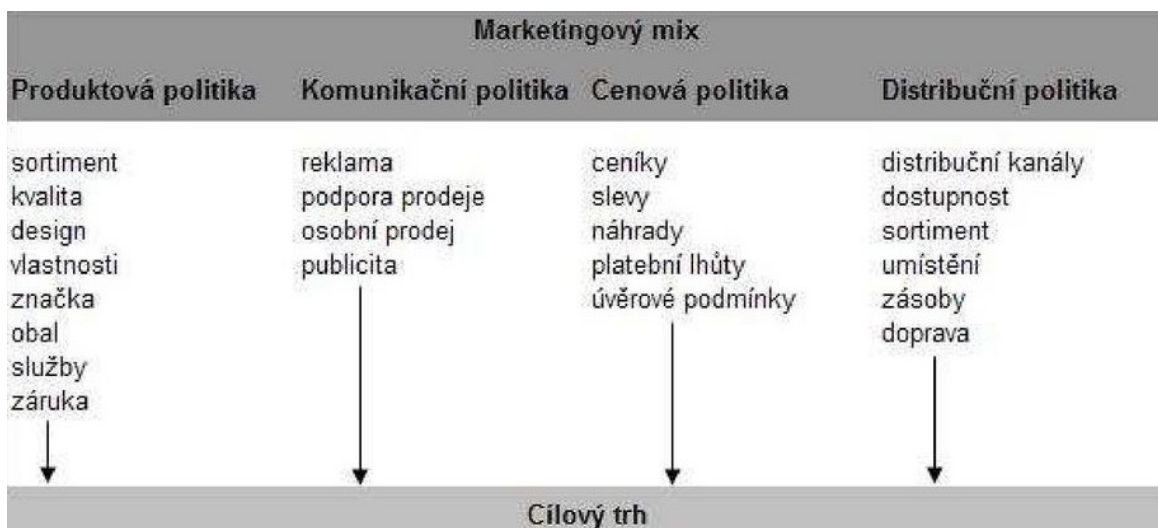 Marketingový mix
Produktová politika
Komunikační politika
Cenová politika
Distribuční politika
sortiment
kvalita
design
vlastnosti
značka
obal
služby
záruka
reklama
podpora prodeje
osobní prodej
publicita
ceníky
slevy
náhrady
platební lhůty
úvěrové podmínky
distribuční kanály
dostupnost
sortiment
umístění
zásoby
doprava
Cílový trh